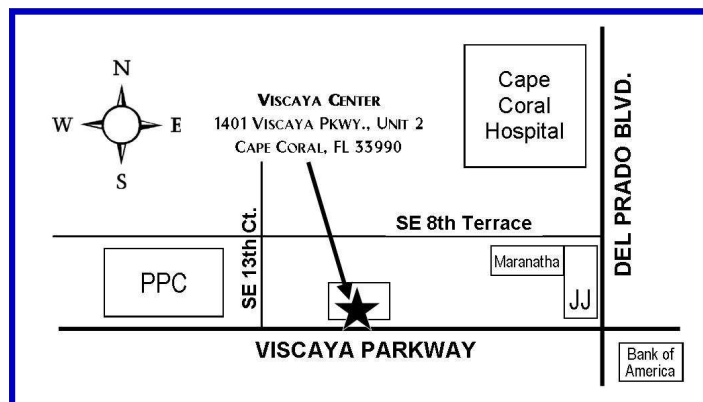 N
W
E
S
VISCAYA CENTER
1401 VISCAYA PKWY., UNIT 2
CAPE CORAL, FL 33990
Cape
Coral
Hospital
DEL PRADO BLVD.
SE 8th Terrace
SE 13th Ct.
PPC
Maranatha
JJ
VISCAYA PARKWAY
Bank of
America